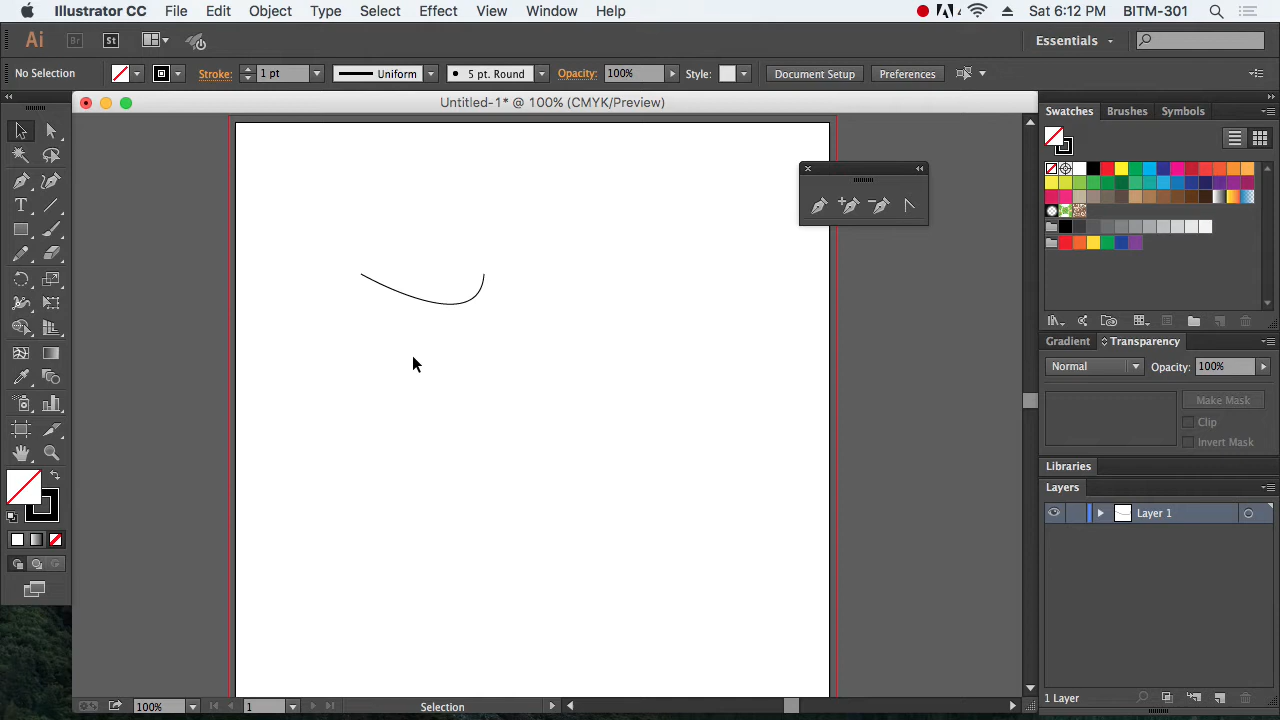 Illustrator CC File Edit Object Type Select Effect View Window Help 4 Sat 6:12 PM BITM-301
Ai Br St Essentials
No Selection Stroke: 1 pt Uniform 5 pt. Round Opacity: 100% Style: Document Setup Preferences
Untitled-1* @ 100% (CMYK/Preview)
Swatches Brushes Symbols
T
Gradient Transparency
Normal Opacity: 100%
Make Mask
Clip
Invert Mask
Libraries
Layers
Layer 1
1 Layer
100% 1 Selection